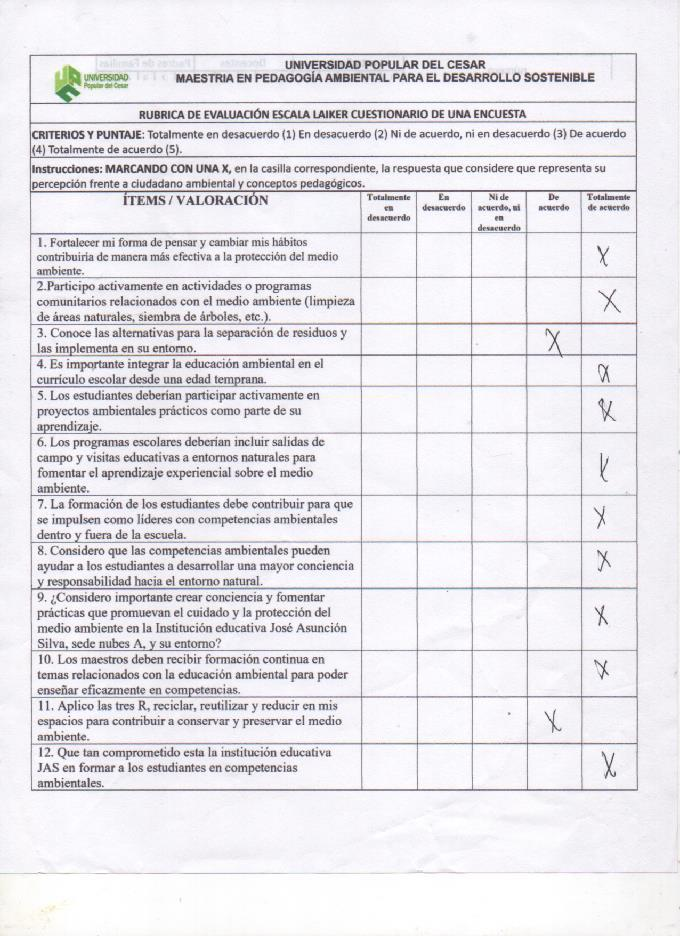 UNIVERSIDAD
Popular del Cesar
UNIVERSIDAD POPULAR DEL CESAR
MAESTRIA EN PEDAGOGÍA AMBIENTAL PARA EL DESARROLLO SOSTENIBLE
RUBRICA DE EVALUACIÓN ESCALA LAIKER CUESTIONARIO DE UNA ENCUESTA
CRITERIOS Y PUNTAJE: Totalmente en desacuerdo (1) En desacuerdo (2) Ni de acuerdo, ni en desacuerdo (3) De acuerdo
(4) Totalmente de acuerdo (5).
Instrucciones: MARCANDO CON UNA X, en la casilla correspondiente, la respuesta que considere que representa su
percepción frente a ciudadano ambiental y conceptos pedagógicos.
ÍTEMS / VALORACIÓN
Totalmente
en
desacuerdo
En
desacuerdo
Ni de
acuerdo, ni
en
desacuerdo
De
acuerdo
Totalmente
de acuerdo
1. Fortalecer mi forma de pensar y cambiar mis hábitos
contribuiría de manera más efectiva a la protección del medio
ambiente.
X
2.Participo activamente en actividades o programas
comunitarios relacionados con el medio ambiente (limpieza
de áreas naturales, siembra de árboles, etc.).
X
3. Conoce las alternativas para la separación de residuos y
las implementa en su entorno.
X
4. Es importante integrar la educación ambiental en el
currículo escolar desde una edad temprana.
X
5. Los estudiantes deberían participar activamente en
proyectos ambientales prácticos como parte de su
aprendizaje.
X
6. Los programas escolares deberían incluir salidas de
campo y visitas educativas a entornos naturales para
fomentar el aprendizaje experiencial sobre el medio
ambiente.
X
7. La formación de los estudiantes debe contribuir para que
se impulsen como líderes con competencias ambientales
dentro y fuera de la escuela.
X
8. Considero que las competencias ambientales pueden
ayudar a los estudiantes a desarrollar una mayor conciencia
y responsabilidad hacia el entorno natural.
X
9. ¿Considero importante crear conciencia y fomentar
prácticas que promuevan el cuidado y la protección del
medio ambiente en la Institución educativa José Asunción
Silva, sede nubes A, y su entorno?
X
10. Los maestros deben recibir formación continua en
temas relacionados con la educación ambiental para poder
enseñar eficazmente en competencias.
X
11. Aplico las tres R, reciclar, reutilizar y reducir en mis
espacios para contribuir a conservar y preservar el medio
ambiente.
X
12. Que tan comprometido esta la institución educativa
JAS en formar a los estudiantes en competencias
ambientales.
X